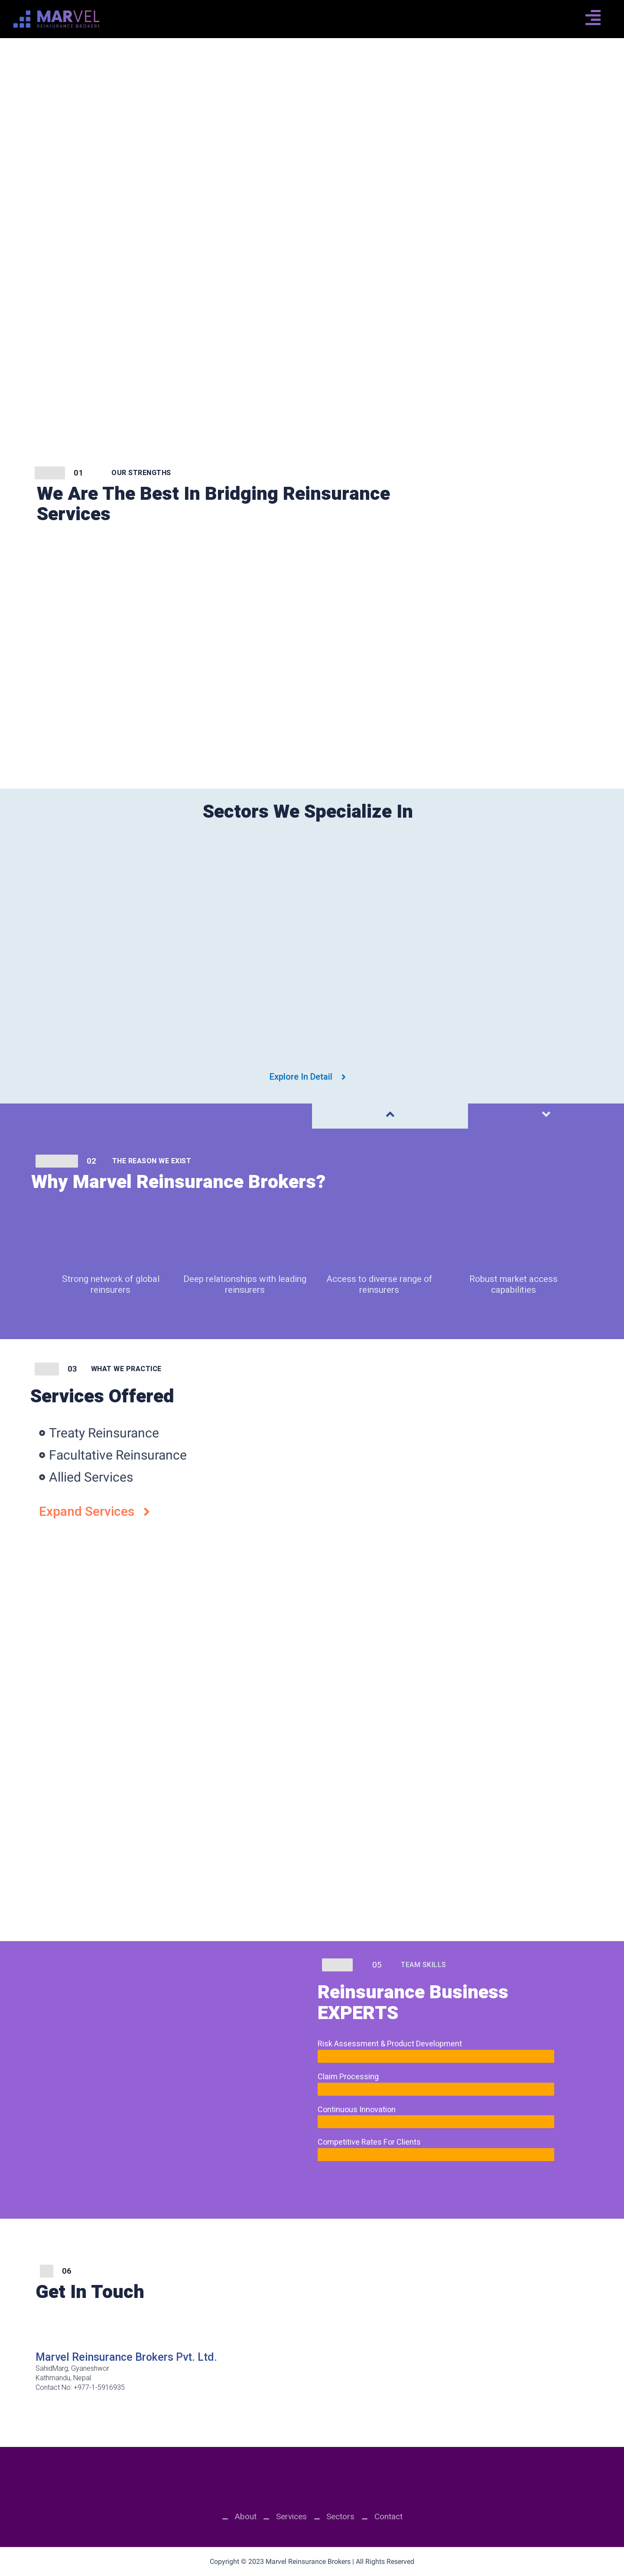 MARVEL
REINSURANCE BROKERS
01 OUR STRENGTHS
We Are The Best In Bridging Reinsurance
Services
Sectors We Specialize In
Explore In Detail
02 THE REASON WE EXIST
Why Marvel Reinsurance Brokers?
Strong network of global
reinsurers
Deep relationships with leading
reinsurers
Access to diverse range of
reinsurers
Robust market access
capabilities
03 WHAT WE PRACTICE
Services Offered
Treaty Reinsurance
Facultative Reinsurance
Allied Services
Expand Services
05 TEAM SKILLS
Reinsurance Business
EXPERTS
Risk Assessment & Product Development
Claim Processing
Continuous Innovation
Competitive Rates For Clients
06
Get In Touch
Marvel Reinsurance Brokers Pvt. Ltd.
SahidMarg, Gyaneshwor
Kathmandu, Nepal
Contact No: +977-1-5916935
About Services Sectors Contact
Copyright © 2023 Marvel Reinsurance Brokers | All Rights Reserved